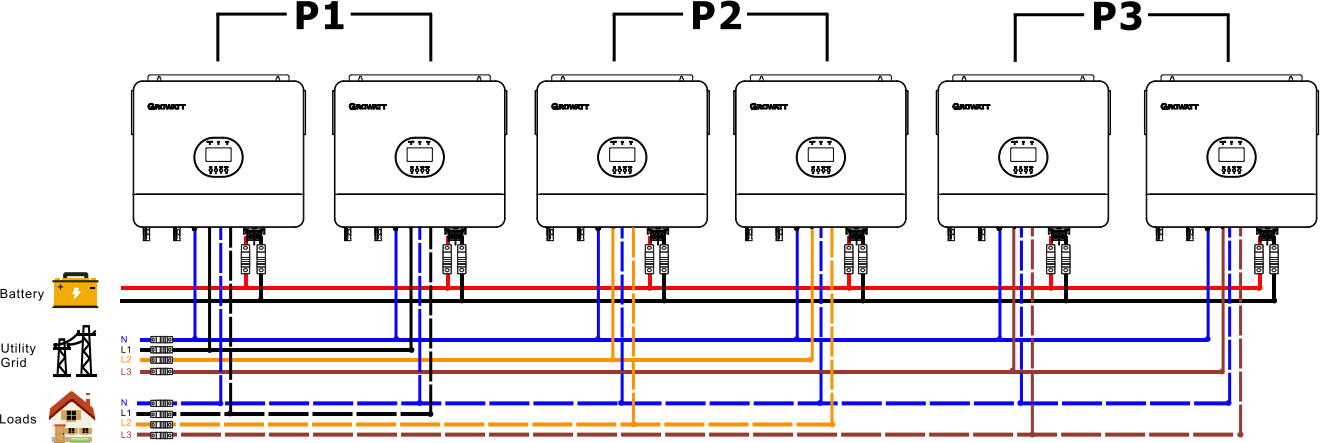 P1 P2 P3
GROWATT GROWATT GROWATT GROWATT GROWATT GROWATT
Battery
Utility
Grid
N
L1
L2
L3
Loads
N
L1
L2
L3